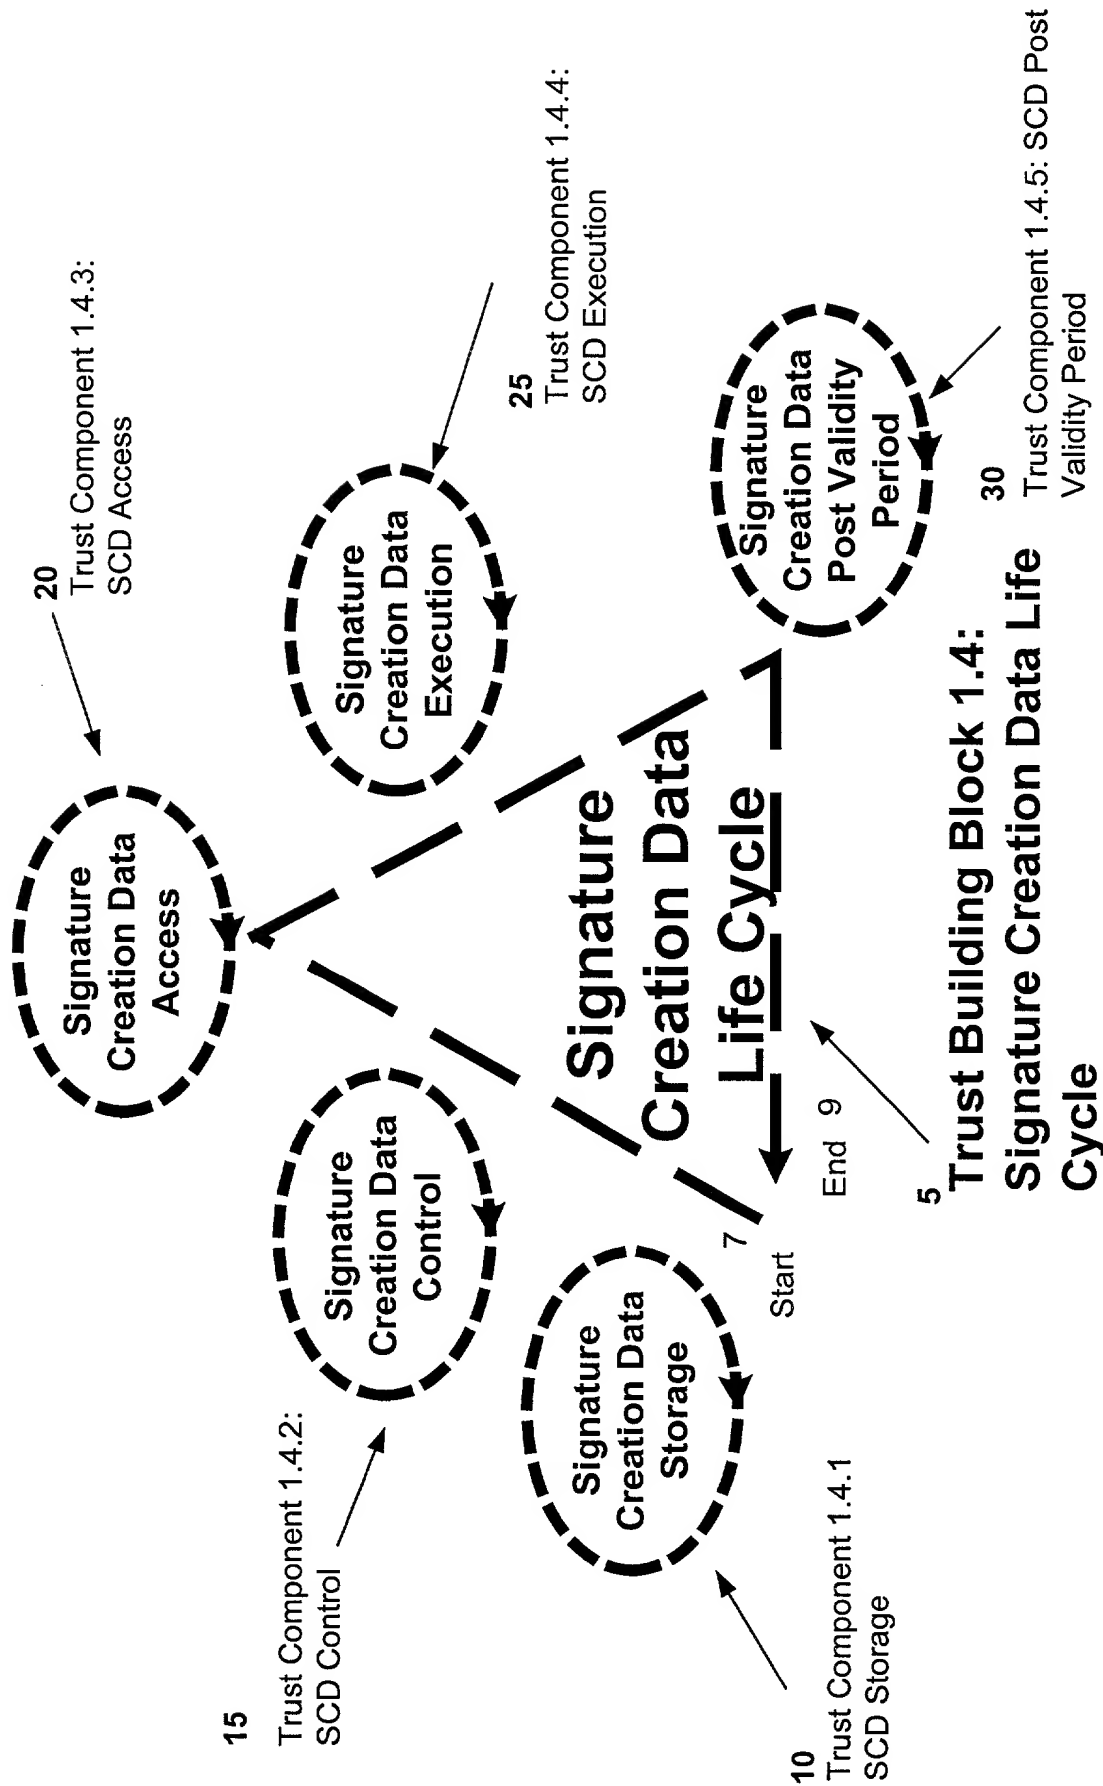 20
Trust Component 1.4.3:
SCD Access
Signature
Creation Data
Access
15
Trust Component 1.4.2:
SCD Control
Signature
Creation Data
Control
Signature
Creation Data
Execution
25
Trust Component 1.4.4:
SCD Execution
Signature
Creation Data
Storage
Signature
Creation Data
Life Cycle
Signature
Creation Data
Post Validity
Period
7
Start
End 9
10
Trust Component 1.4.1
SCD Storage
5
Trust Building Block 1.4:
Signature Creation Data Life
Cycle
30
Trust Component 1.4.5: SCD Post
Validity Period